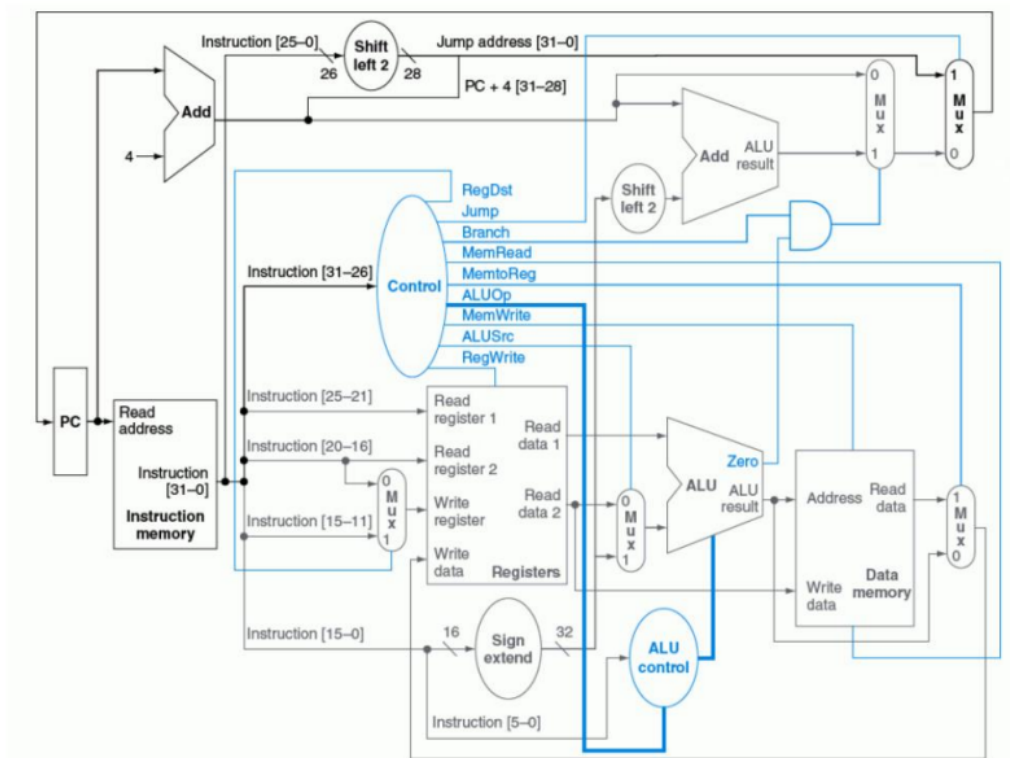 Instruction [25–0]
26
Shift
left 2
28
Jump address [31–0]
PC + 4 [31–28]
Add
4
0
M
u
x
1
1
M
u
x
0
Add
ALU
result
Shift
left 2
RegDst
Jump
Branch
MemRead
MemtoReg
ALUOp
MemWrite
ALUSrc
RegWrite
Instruction [31–26]
Control
PC
Read
address
Instruction
[31–0]
Instruction
memory
Instruction [25–21]
Instruction [20–16]
Instruction [15–11]
0
M
u
x
1
Read
register 1
Read
register 2
Write
register
Write
data
Read
data 1
Read
data 2
Registers
0
M
u
x
1
Zero
ALU
ALU
result
Address
Read
data
Write
data
Data
memory
1
M
u
x
0
Instruction [15–0]
16
Sign
extend
32
ALU
control
Instruction [5–0]